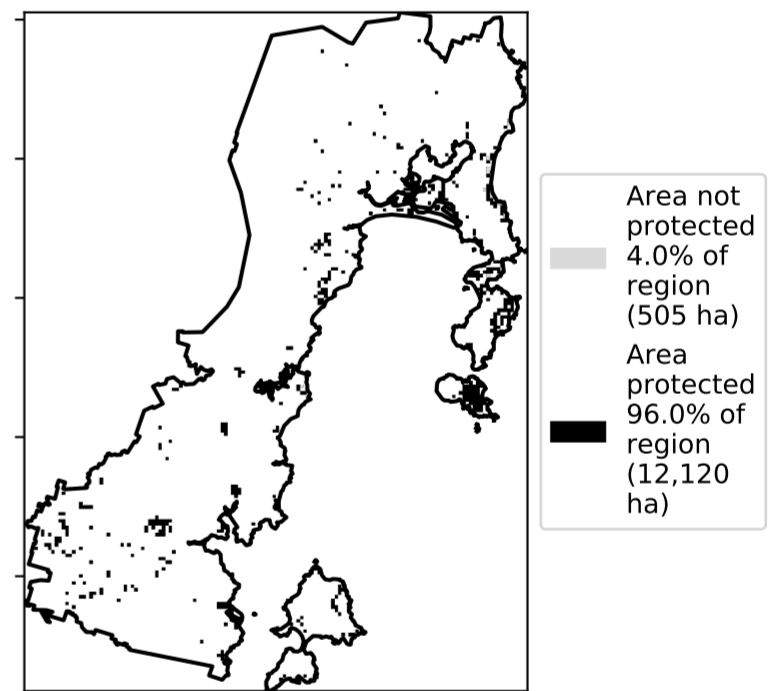 Area not
protected
4.0% of
region
(505 ha)
Area
protected
96.0% of
region
(12,120
ha)